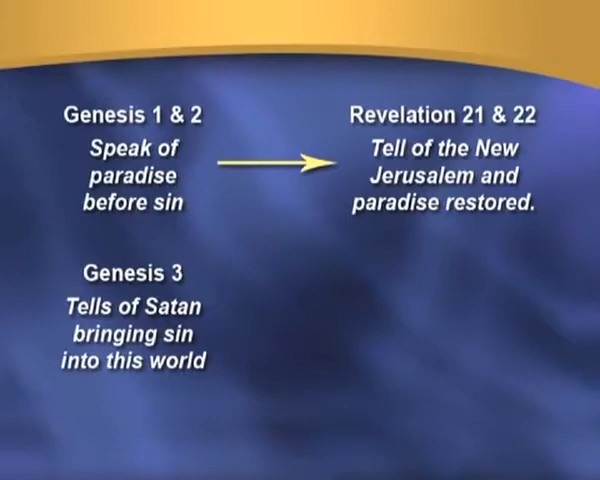 Genesis 1 & 2
Speak of
paradise
before sin
Revelation 21 & 22
Tell of the New
Jerusalem and
paradise restored.
Genesis 3
Tells of Satan
bringing sin
into this world